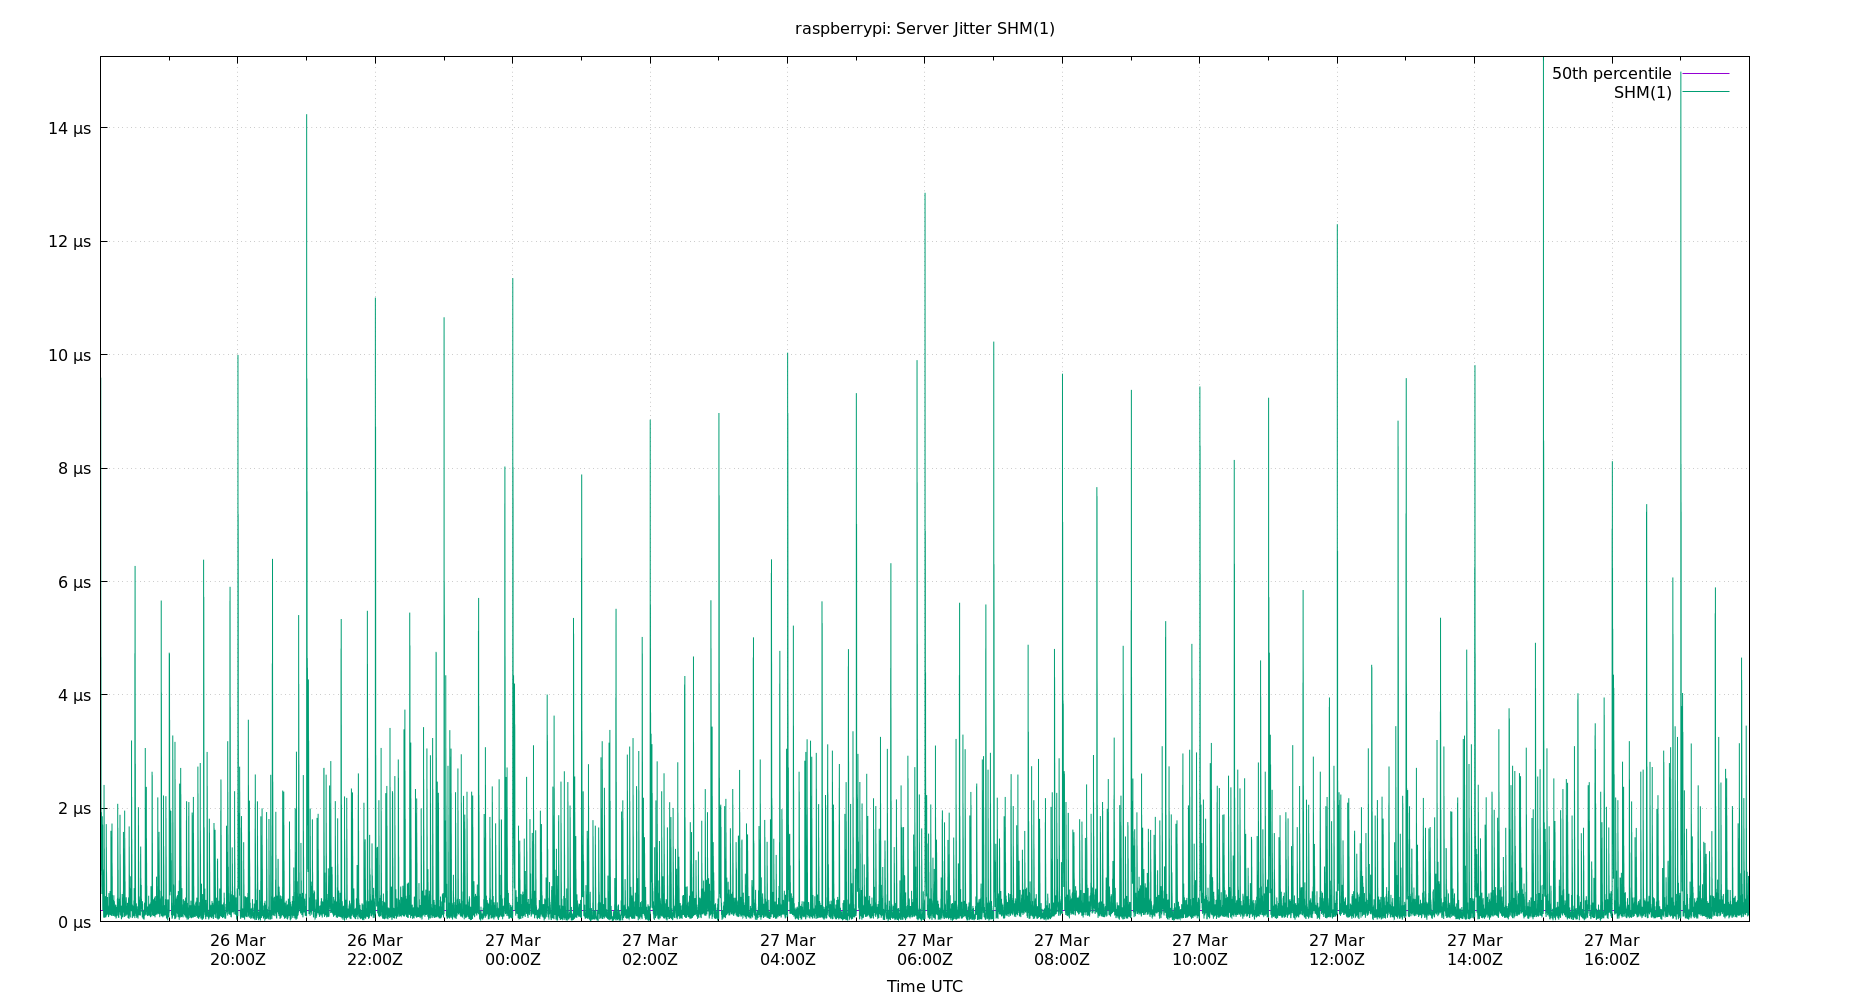 raspberrypi: Server Jitter SHM(1)
50th percentile
SHM(1)
14 µs
12 µs
10 µs
8 µs
6 µs
4 µs
2 µs
0 µs
26 Mar 26 Mar 27 Mar 27 Mar 27 Mar 27 Mar 27 Mar 27 Mar 27 Mar 27 Mar 27 Mar
20:00Z 22:00Z 00:00Z 02:00Z 04:00Z 06:00Z 08:00Z 10:00Z 12:00Z 14:00Z 16:00Z
Time UTC